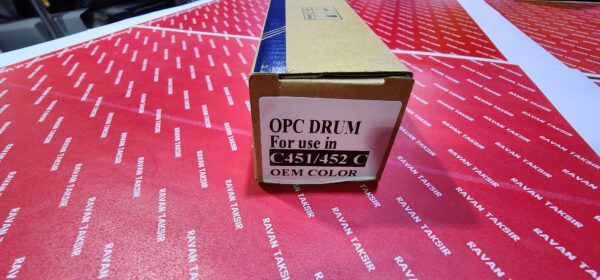 OPC DRUM
For use in
C451/452 C
OEM COLOR
RAVAN TAKSIR